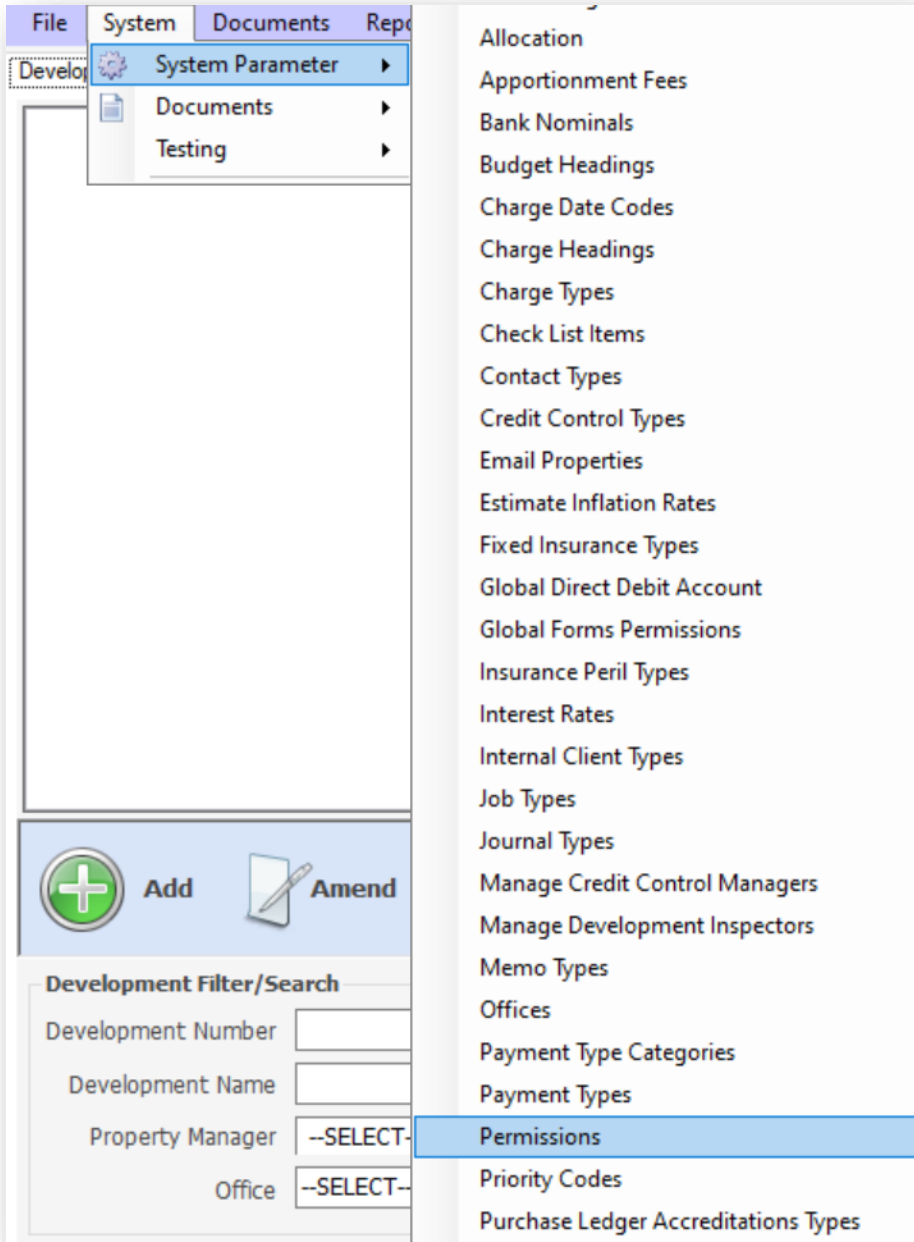 File System Documents
Develop
System Parameter
Documents
Testing
Allocation
Apportionment Fees
Bank Nominals
Budget Headings
Charge Date Codes
Charge Headings
Charge Types
Check List Items
Contact Types
Credit Control Types
Email Properties
Estimate Inflation Rates
Fixed Insurance Types
Global Direct Debit Account
Global Forms Permissions
Insurance Peril Types
Interest Rates
Internal Client Types
Job Types
Journal Types
Manage Credit Control Managers
Manage Development Inspectors
Memo Types
Offices
Payment Type Categories
Payment Types
Permissions
Priority Codes
Purchase Ledger Accreditations Types
Add Amend
Development Filter/Search
Development Number
Development Name
Property Manager --SELECT-
Office --SELECT--